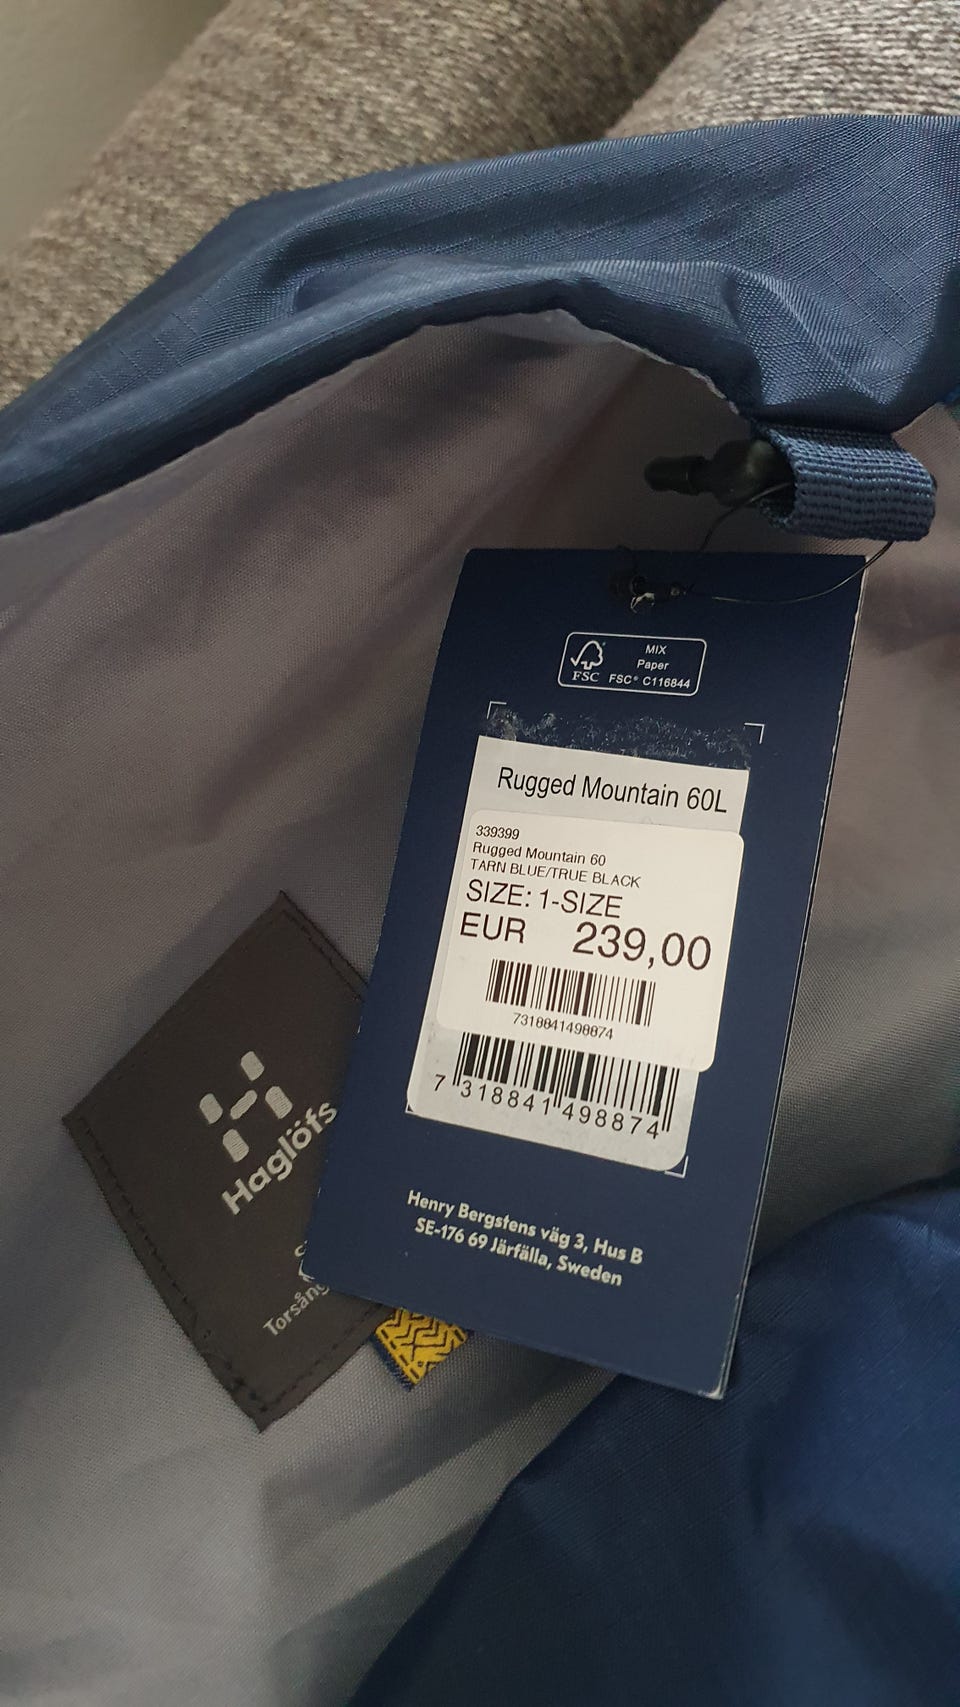 MIX
Paper
FSC FSC® C116844
Rugged Mountain 60L
339399
Rugged Mountain 60
TARN BLUE/TRUE BLACK
SIZE: 1-SIZE
EUR 239,00
7318841498874
7 318841 498874
Henry Bergstens väg 3, Hus B
SE-176 69 Järfälla, Sweden
Haglöfs
Torsång